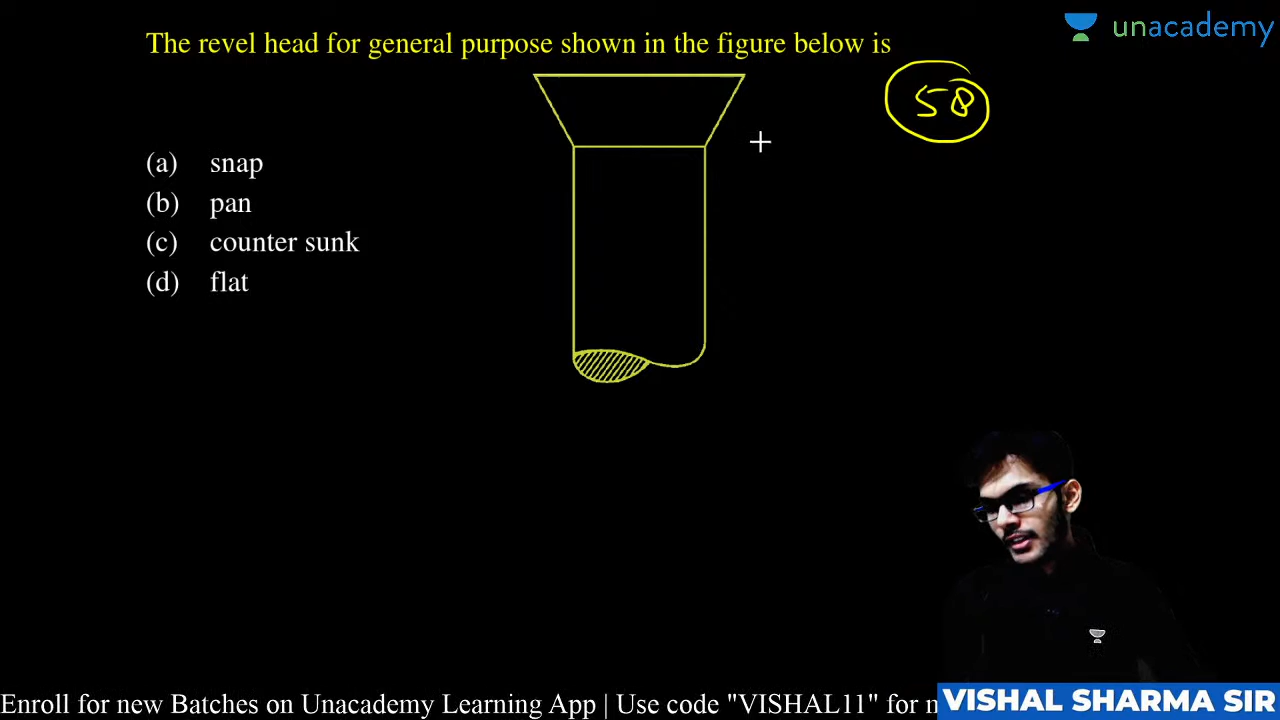 unacademy
The revel head for general purpose shown in the figure below is
58
(a) snap
(b) pan
(c) counter sunk
(d) flat
Enroll for new Batches on Unacademy Learning App | Use code "VISHAL11" for
VISHAL SHARMA SIR